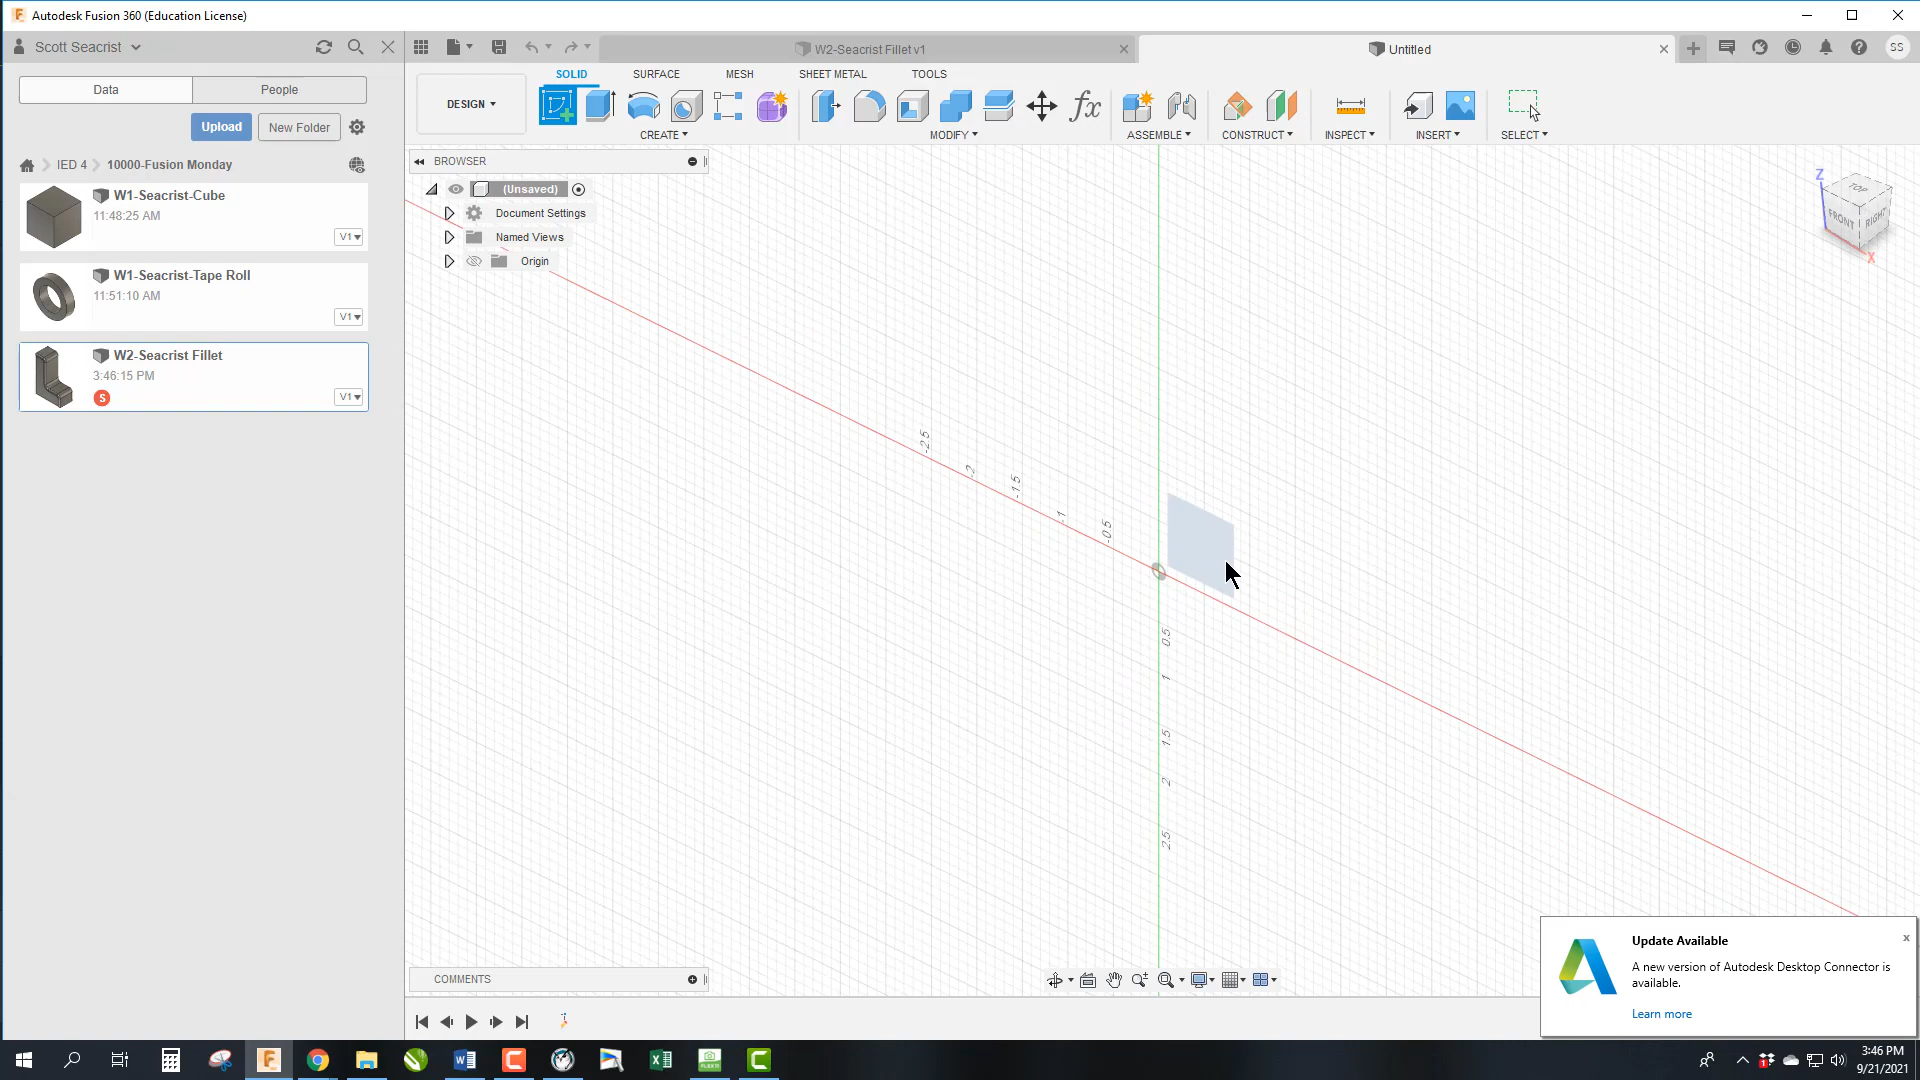 Autodesk Fusion 360 (Education License)
Scott Seacrist
W2-Seacrist Fillet v1
Untitled
SS
Data
People
Upload
New Folder
IED 4
10000-Fusion Monday
W1-Seacrist-Cube
11:48:25 AM
V1
W1-Seacrist-Tape Roll
11:51:10 AM
V1
W2-Seacrist Fillet
3:46:15 PM
S
V1
DESIGN
SOLID
SURFACE
MESH
SHEET METAL
TOOLS
CREATE
MODIFY
ASSEMBLE
CONSTRUCT
INSPECT
INSERT
SELECT
BROWSER
(Unsaved)
Document Settings
Named Views
Origin
Z
TOP
FRONT
RIGHT
X
-2.5
-2
-1.5
-1
-0.5
0.5
1
1.5
2
2.5
COMMENTS
Update Available
x
A new version of Autodesk Desktop Connector is
available.
Learn more
3:46 PM
9/21/2021